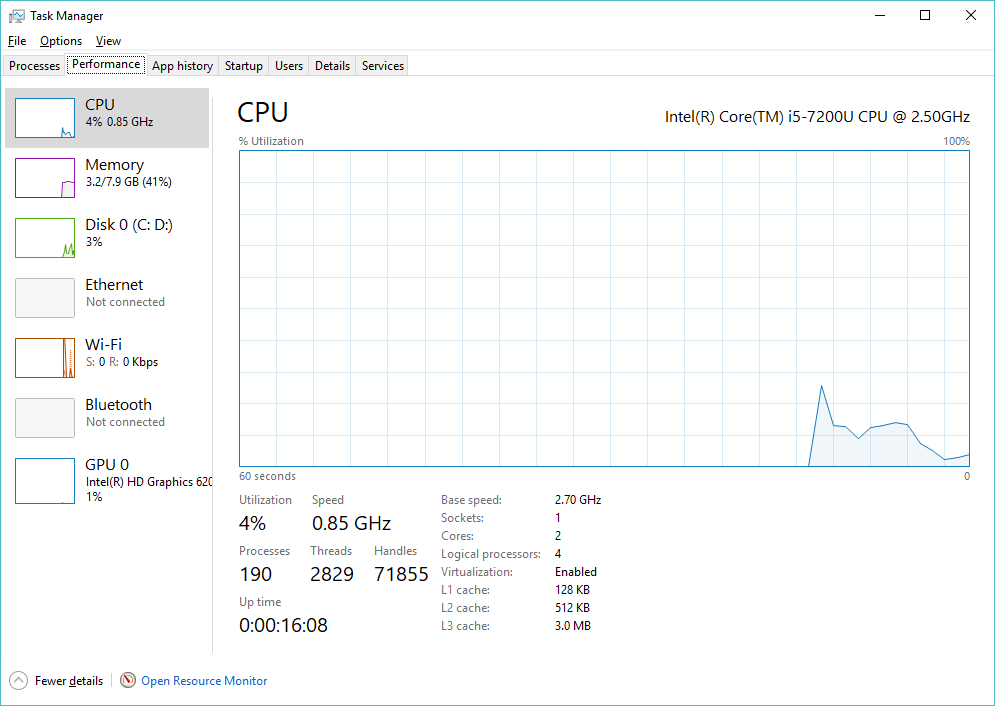 Task Manager
File Options View
Processes Performance App history Startup Users Details Services
CPU
4% 0.85 GHz
Memory
3.2/7.9 GB (41%)
Disk 0 (C: D:)
3%
Ethernet
Not connected
Wi-Fi
S: 0 R: 0 Kbps
Bluetooth
Not connected
GPU 0
Intel(R) HD Graphics 620
1%
CPU
Intel(R) Core(TM) i5-7200U CPU @ 2.50GHz
% Utilization 100%
60 seconds 0
Utilization Speed
4% 0.85 GHz
Processes Threads Handles
190 2829 71855
Up time
0:00:16:08
Base speed: 2.70 GHz
Sockets: 1
Cores: 2
Logical processors: 4
Virtualization: Enabled
L1 cache: 128 KB
L2 cache: 512 KB
L3 cache: 3.0 MB
Fewer details Open Resource Monitor